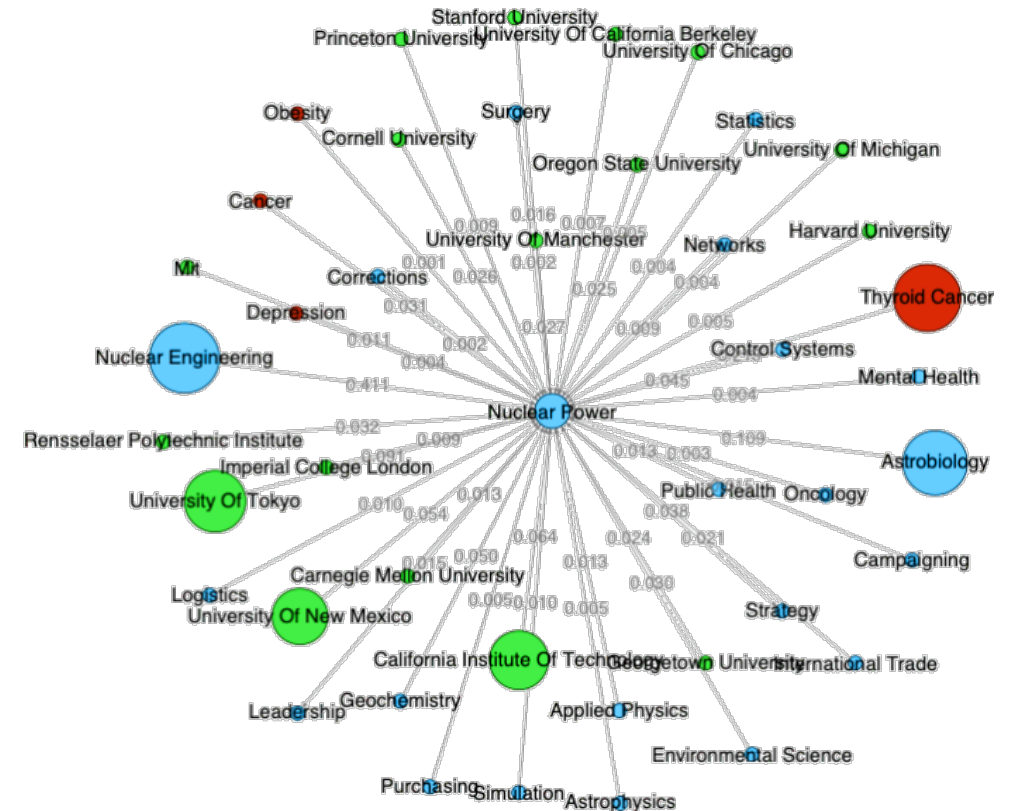 Stanford University
Princeton University
University Of California Berkeley
University Of Chicago
Obesity
Surgery
Statistics
Cornell University
Oregon State University
University Of Michigan
Cancer
0.016
0.009
0.007
0.005
Harvard University
University Of Manchester
Networks
Mit
0.001
0.002
0.004
Corrections
0.026
0.004
0.025
Thyroid Cancer
Depression
0.031
0.005
0.027
0.009
0.011
0.002
Control Systems
Nuclear Engineering
0.004
0.411
0.045
Mental Health
0.004
Nuclear Power
0.032
Rensselaer Polytechnic Institute
0.009
0.109
0.091
0.013
0.003
Imperial College London
Astrobiology
University Of Tokyo
0.013
Public Health
Oncology
0.010
0.054
0.038
0.064
0.024
0.021
0.015
0.050
0.013
Campaigning
Carnegie Mellon University
0.030
Logistics
0.005
0.010
0.005
University Of New Mexico
Strategy
California Institute Of Technology
Georgetown University
International Trade
Geochemistry
Leadership
Applied Physics
Environmental Science
Purchasing
Simulation
Astrophysics